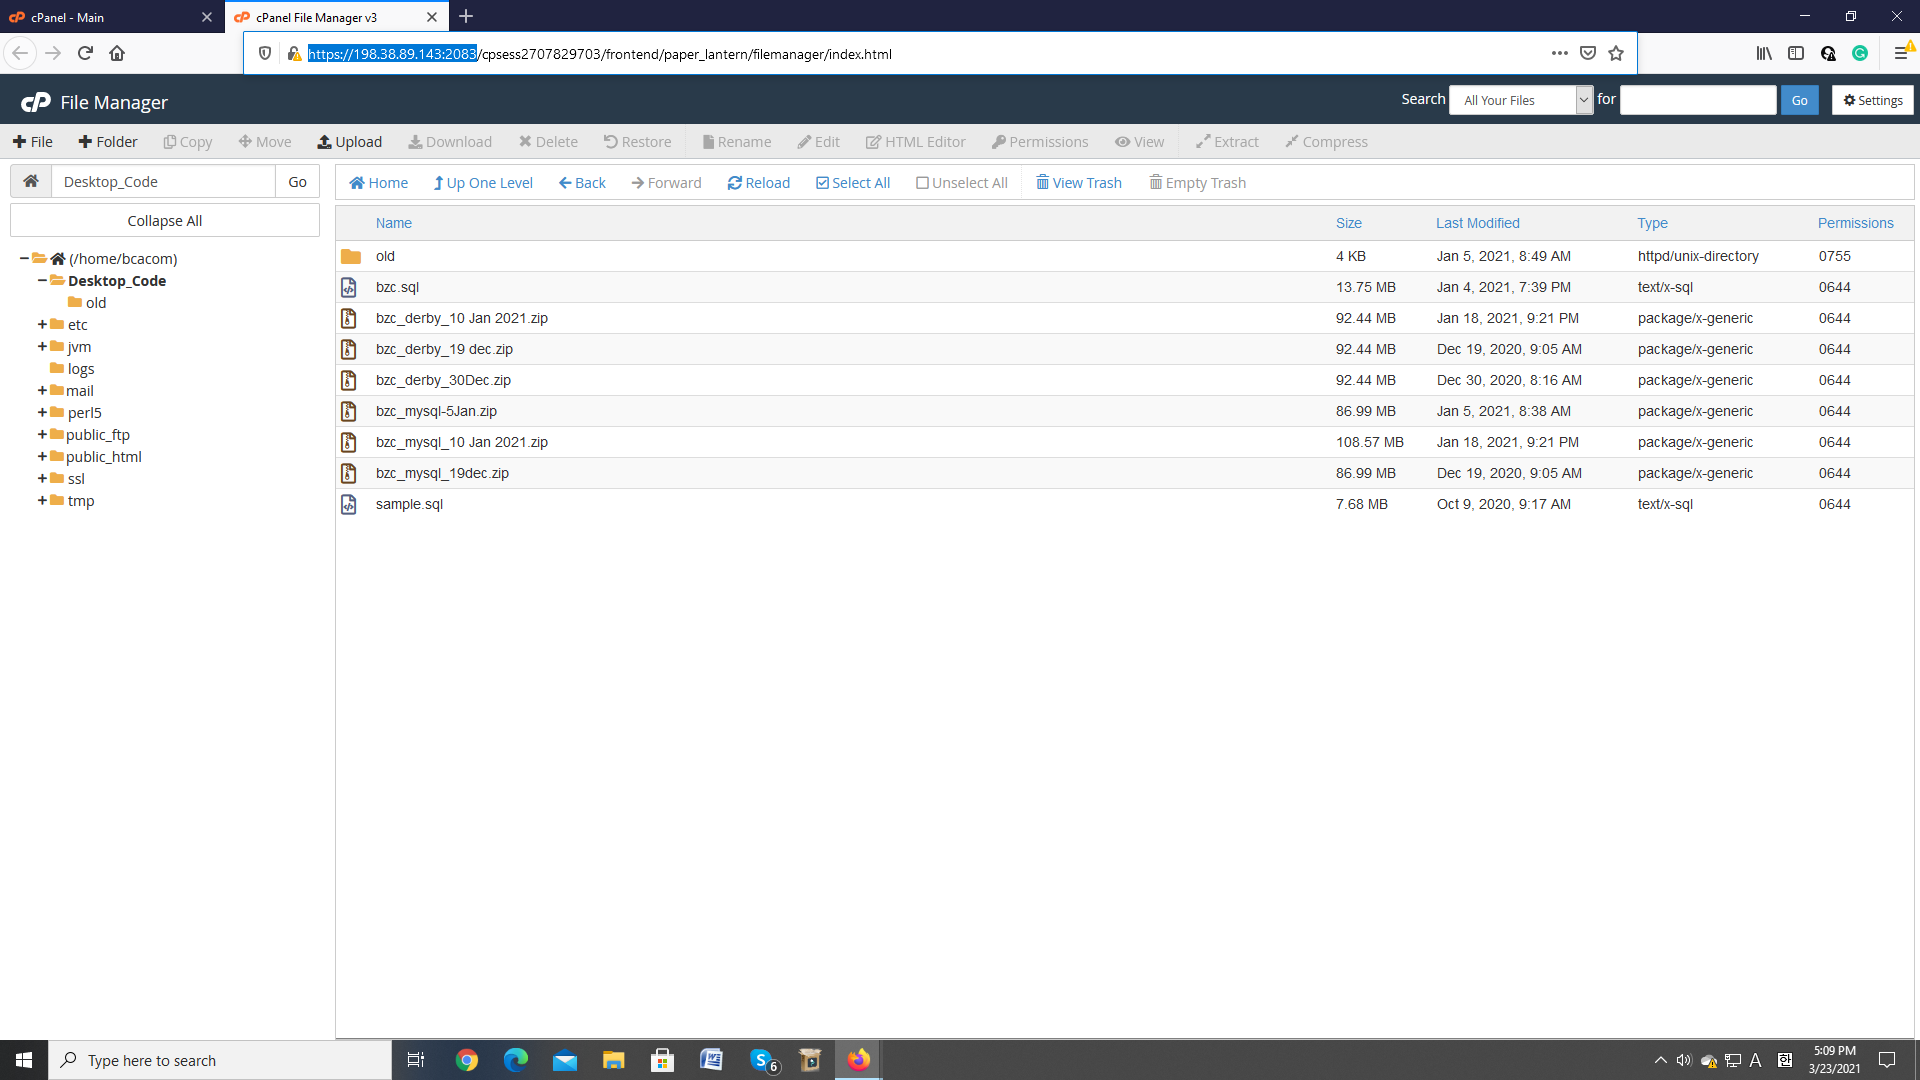 cPanel - Main
cPanel File Manager v3
https://198.38.89.143:2083/cpsess2707829703/frontend/paper_lantern/filemanager/index.html
cP File Manager
Search All Your Files for Go Settings
File Folder Copy Move Upload Download Delete Restore Rename Edit HTML Editor Permissions View Extract Compress
Desktop_Code Go
Home Up One Level Back Forward Reload Select All Unselect All View Trash Empty Trash
Collapse All
(/home/bcacom)
Desktop_Code
old
etc
jvm
logs
mail
perl5
public_ftp
public_html
ssl
tmp
Name Size Last Modified Type Permissions
old 4 KB Jan 5, 2021, 8:49 AM httpd/unix-directory 0755
bzc.sql 13.75 MB Jan 4, 2021, 7:39 PM text/x-sql 0644
bzc_derby_10 Jan 2021.zip 92.44 MB Jan 18, 2021, 9:21 PM package/x-generic 0644
bzc_derby_19 dec.zip 92.44 MB Dec 19, 2020, 9:05 AM package/x-generic 0644
bzc_derby_30Dec.zip 92.44 MB Dec 30, 2020, 8:16 AM package/x-generic 0644
bzc_mysql-5Jan.zip 86.99 MB Jan 5, 2021, 8:38 AM package/x-generic 0644
bzc_mysql_10 Jan 2021.zip 108.57 MB Jan 18, 2021, 9:21 PM package/x-generic 0644
bzc_mysql_19dec.zip 86.99 MB Dec 19, 2020, 9:05 AM package/x-generic 0644
sample.sql 7.68 MB Oct 9, 2020, 9:17 AM text/x-sql 0644
Type here to search
6
A
5:09 PM
3/23/2021